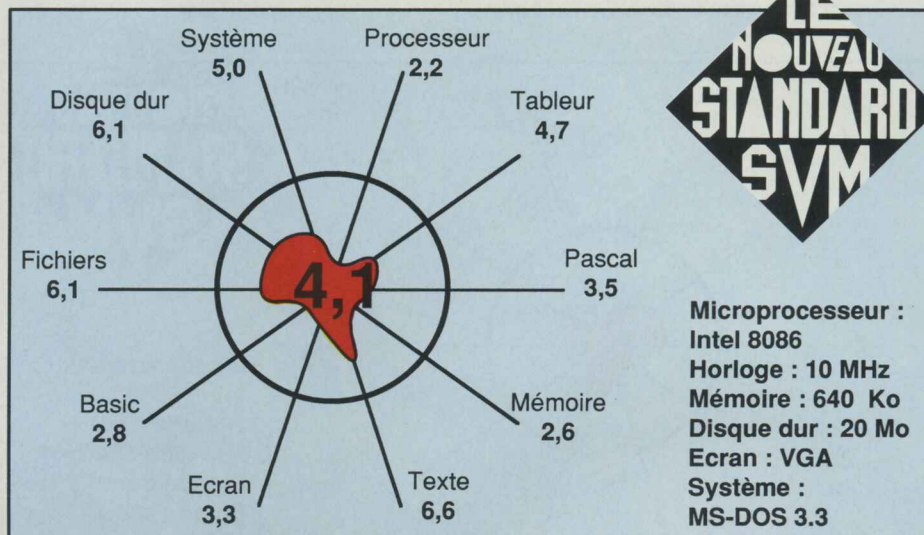 Système
5,0
Processeur
2,2
Disque dur
6,1
Tableur
4,7
Fichiers
6,1
4,1
Pascal
3,5
Basic
2,8
Mémoire
2,6
Ecran
3,3
Texte
6,6
LE
NOUVEAU
STANDARD
SVM
Microprocesseur :
Intel 8086
Horloge : 10 MHz
Mémoire : 640 Ko
Disque dur : 20 Mo
Ecran : VGA
Système :
MS-DOS 3.3